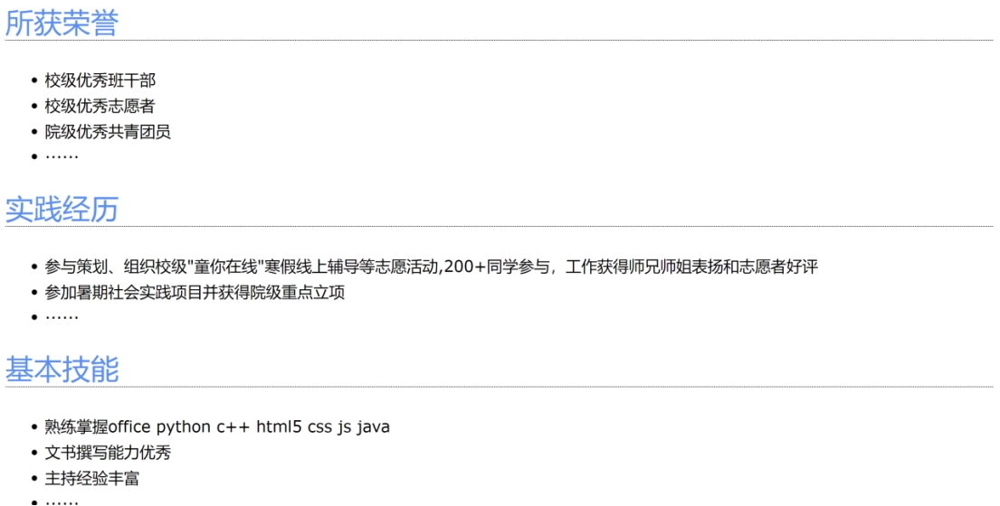 所获荣誉
• 校级优秀班干部
• 校级优秀志愿者
• 院级优秀共青团员
• ……
实践经历
• 参与策划、组织校级"童你在线"寒假线上辅导等志愿活动,200+同学参与，工作获得师兄师姐表扬和志愿者好评
• 参加暑期社会实践项目并获得院级重点立项
• ……
基本技能
• 熟练掌握office python c++ html5 css js java
• 文书撰写能力优秀
• 主持经验丰富
• ……